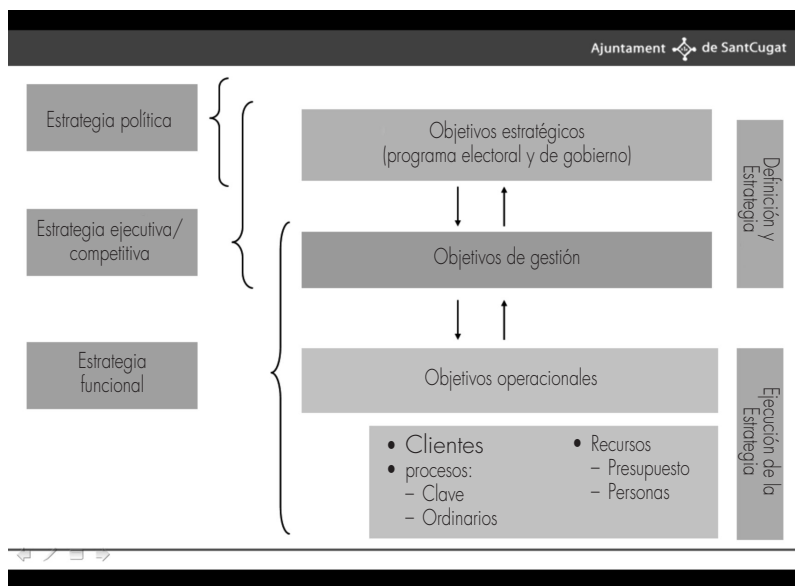 Ajuntament de SantCugat
Estrategia política
Objetivos estratégicos
(programa electoral y de gobierno)
Definición y
Estrategia
Estrategia ejecutiva/
competitiva
Objetivos de gestión
Estrategia
funcional
Objetivos operacionales
Ejecución de la
Estrategia
• Clientes
• procesos:
– Clave
– Ordinarios
• Recursos
– Presupuesto
– Personas